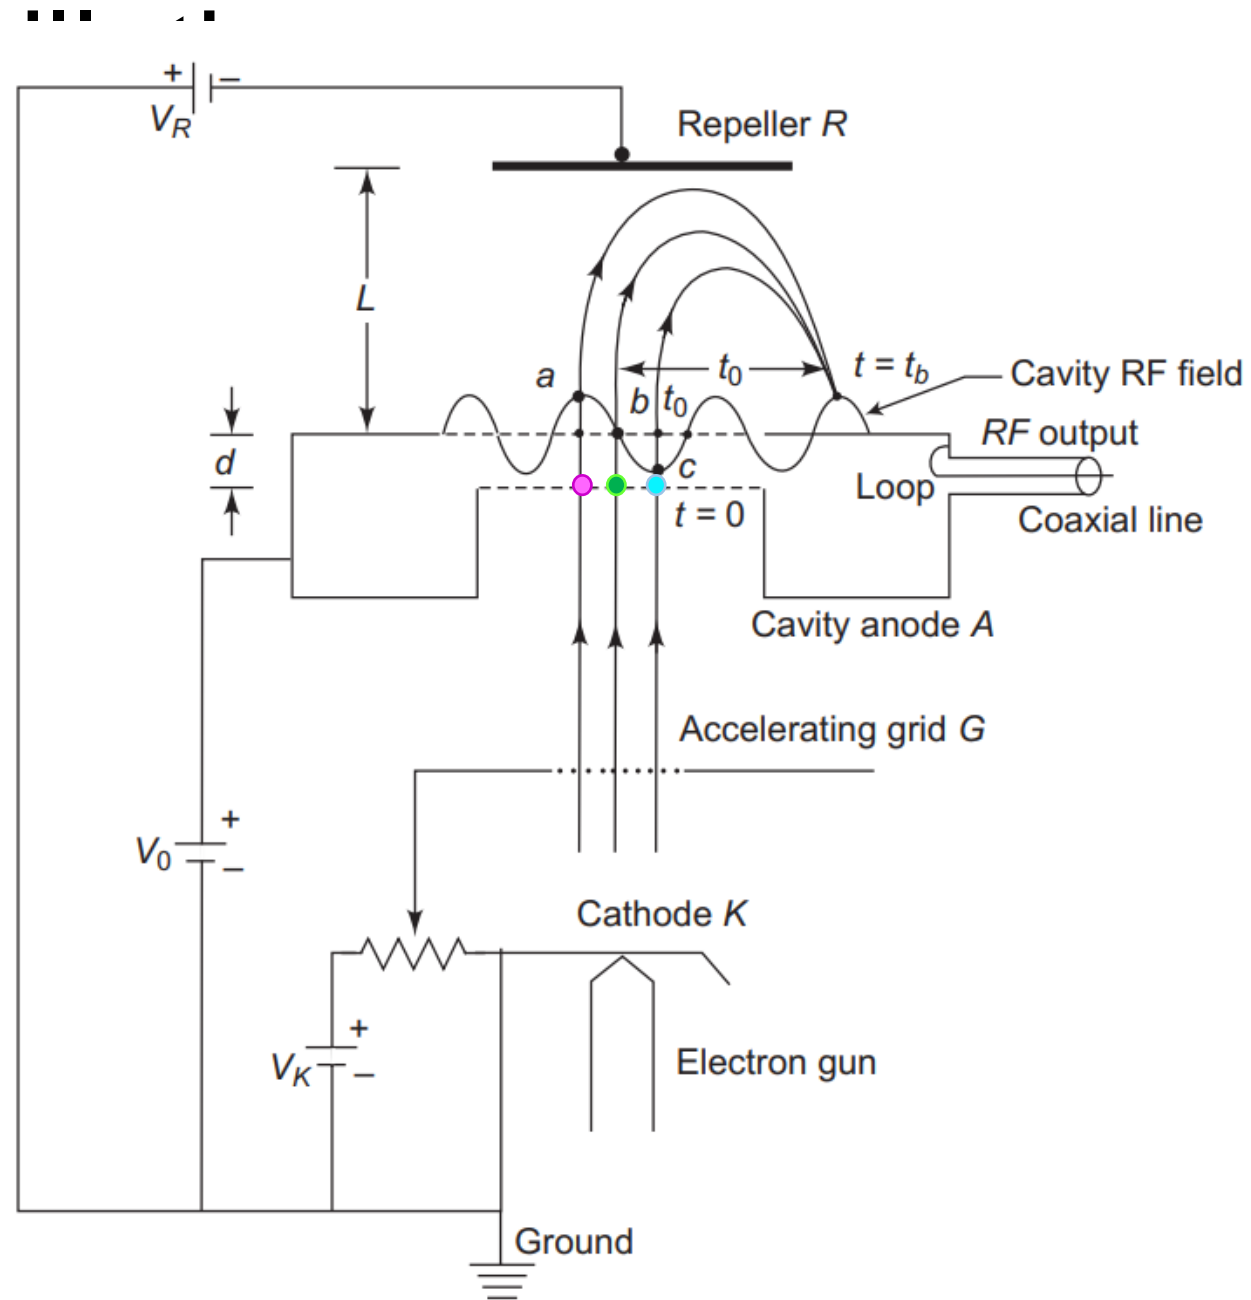 + –
V_R
Repeller R
L
a
b
t_0
t_0
t = t_b
Cavity RF field
RF output
d
c
Loop
t = 0
Coaxial line
Cavity anode A
Accelerating grid G
+
V_0
–
Cathode K
+
V_K
–
Electron gun
Ground